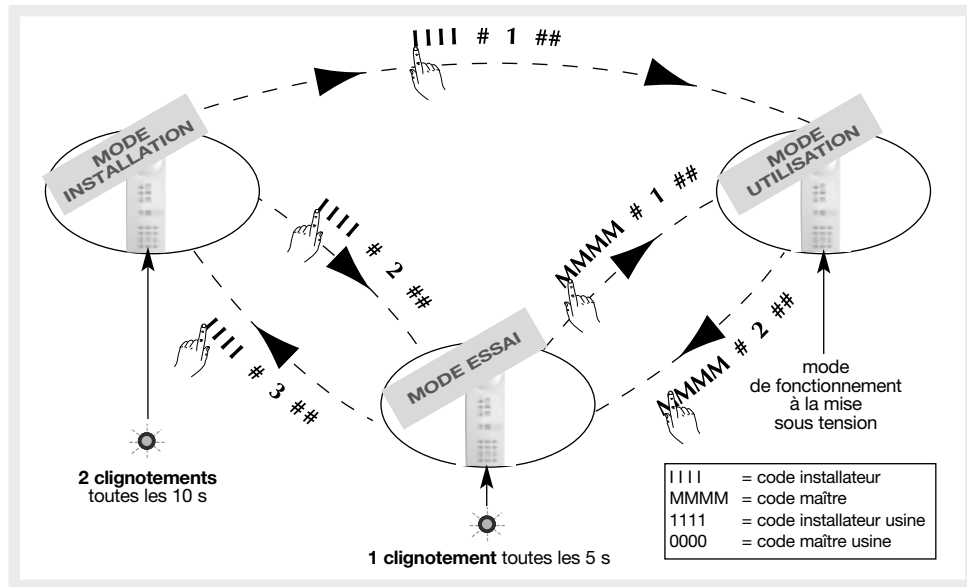 IIII # 1 ##
MODE
INSTALLATION
MODE
UTILISATION
IIII # 2 ##
MMMM # 1 ##
IIII # 3 ##
MODE ESSAI
MMMM # 2 ##
mode
de fonctionnement
à la mise
sous tension
2 clignotements
toutes les 10 s
1 clignotement toutes les 5 s
I I I I = code installateur
MMMM = code maître
1111 = code installateur usine
0000 = code maître usine